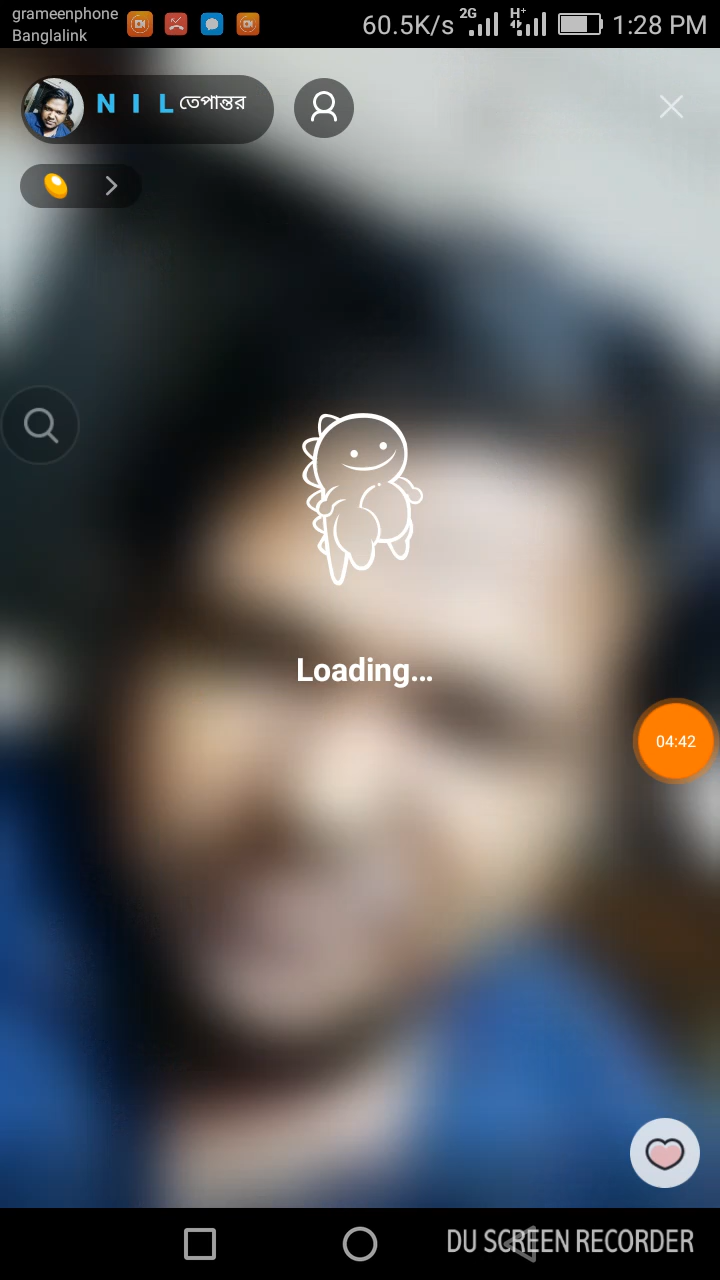 grameenphone
Banglalink
60.5K/s 2G H+ 1:28 PM
N I L তেপান্তর
Loading...
04:42
DU SCREEN RECORDER